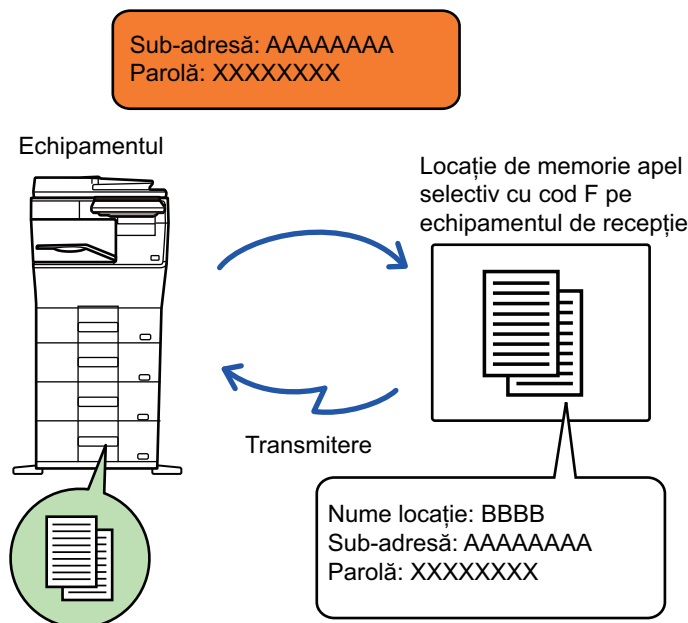 Sub-adresă: AAAAAAAA
Parolă: XXXXXXXX
Echipamentul
Locație de memorie apel
selectiv cu cod F pe
echipamentul de recepție
Transmitere
Nume locație: BBBB
Sub-adresă: AAAAAAAA
Parolă: XXXXXXXX